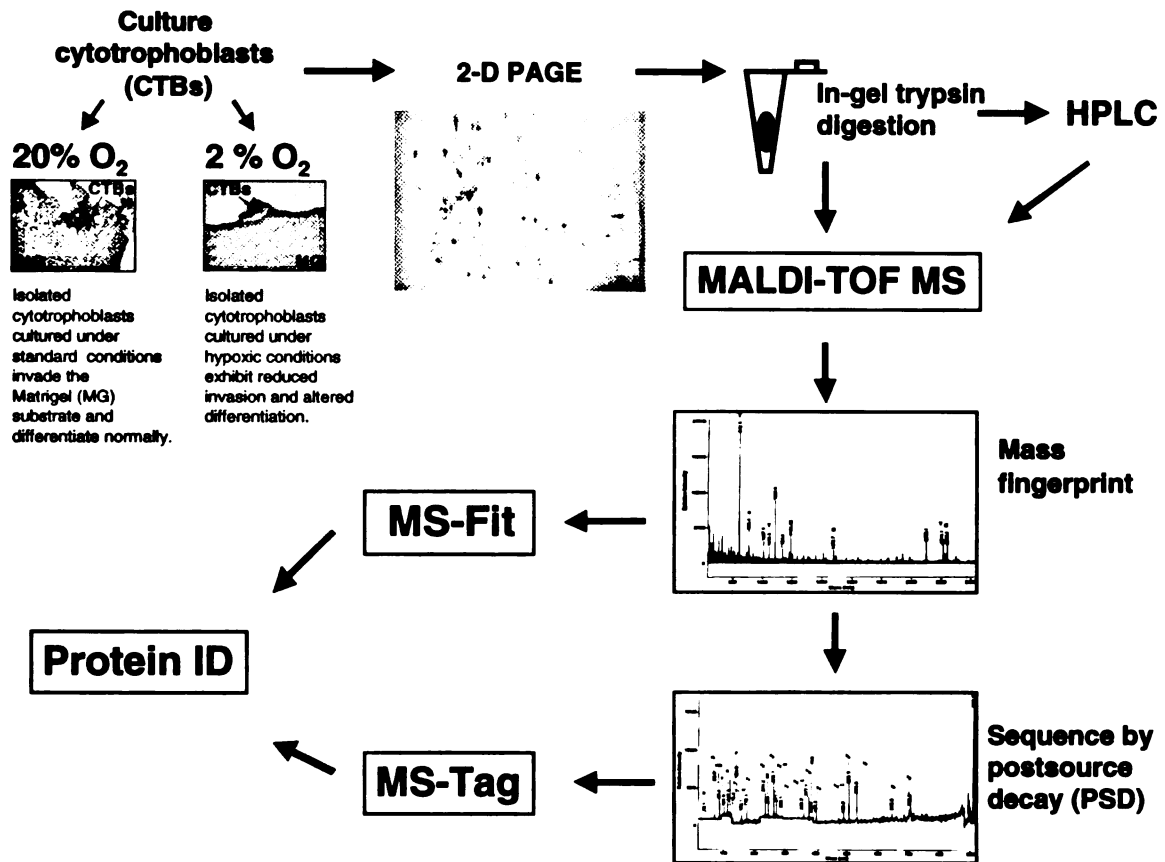 Culture
cytotrophoblasts
(CTBs)
2-D PAGE
In-gel trypsin
digestion
HPLC
20% O₂
2 % O₂
CTBs
CTBs
MG
Isolated
cytotrophoblasts
cultured under
standard conditions
invade the
Matrigel (MG)
substrate and
differentiate normally.
Isolated
cytotrophoblasts
cultured under
hypoxic conditions
exhibit reduced
invasion and altered
differentiation.
MALDI-TOF MS
Mass
fingerprint
MS-Fit
Protein ID
MS-Tag
Sequence by
postsource
decay (PSD)